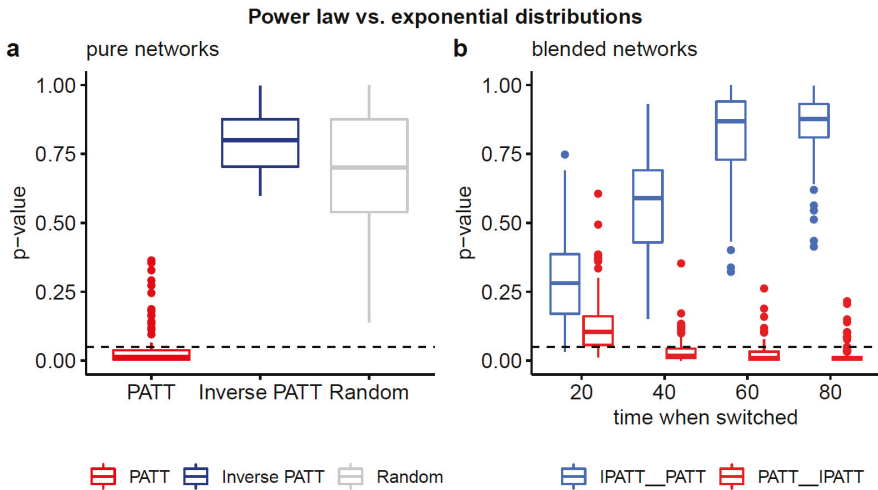 Power law vs. exponential distributions
a pure networks
1.00
0.75
0.50
0.25
0.00
p−value
PATT Inverse PATT Random
PATT Inverse PATT Random
b blended networks
1.00
0.75
0.50
0.25
0.00
p−value
20 40 60 80
time when switched
IPATT__PATT PATT__IPATT